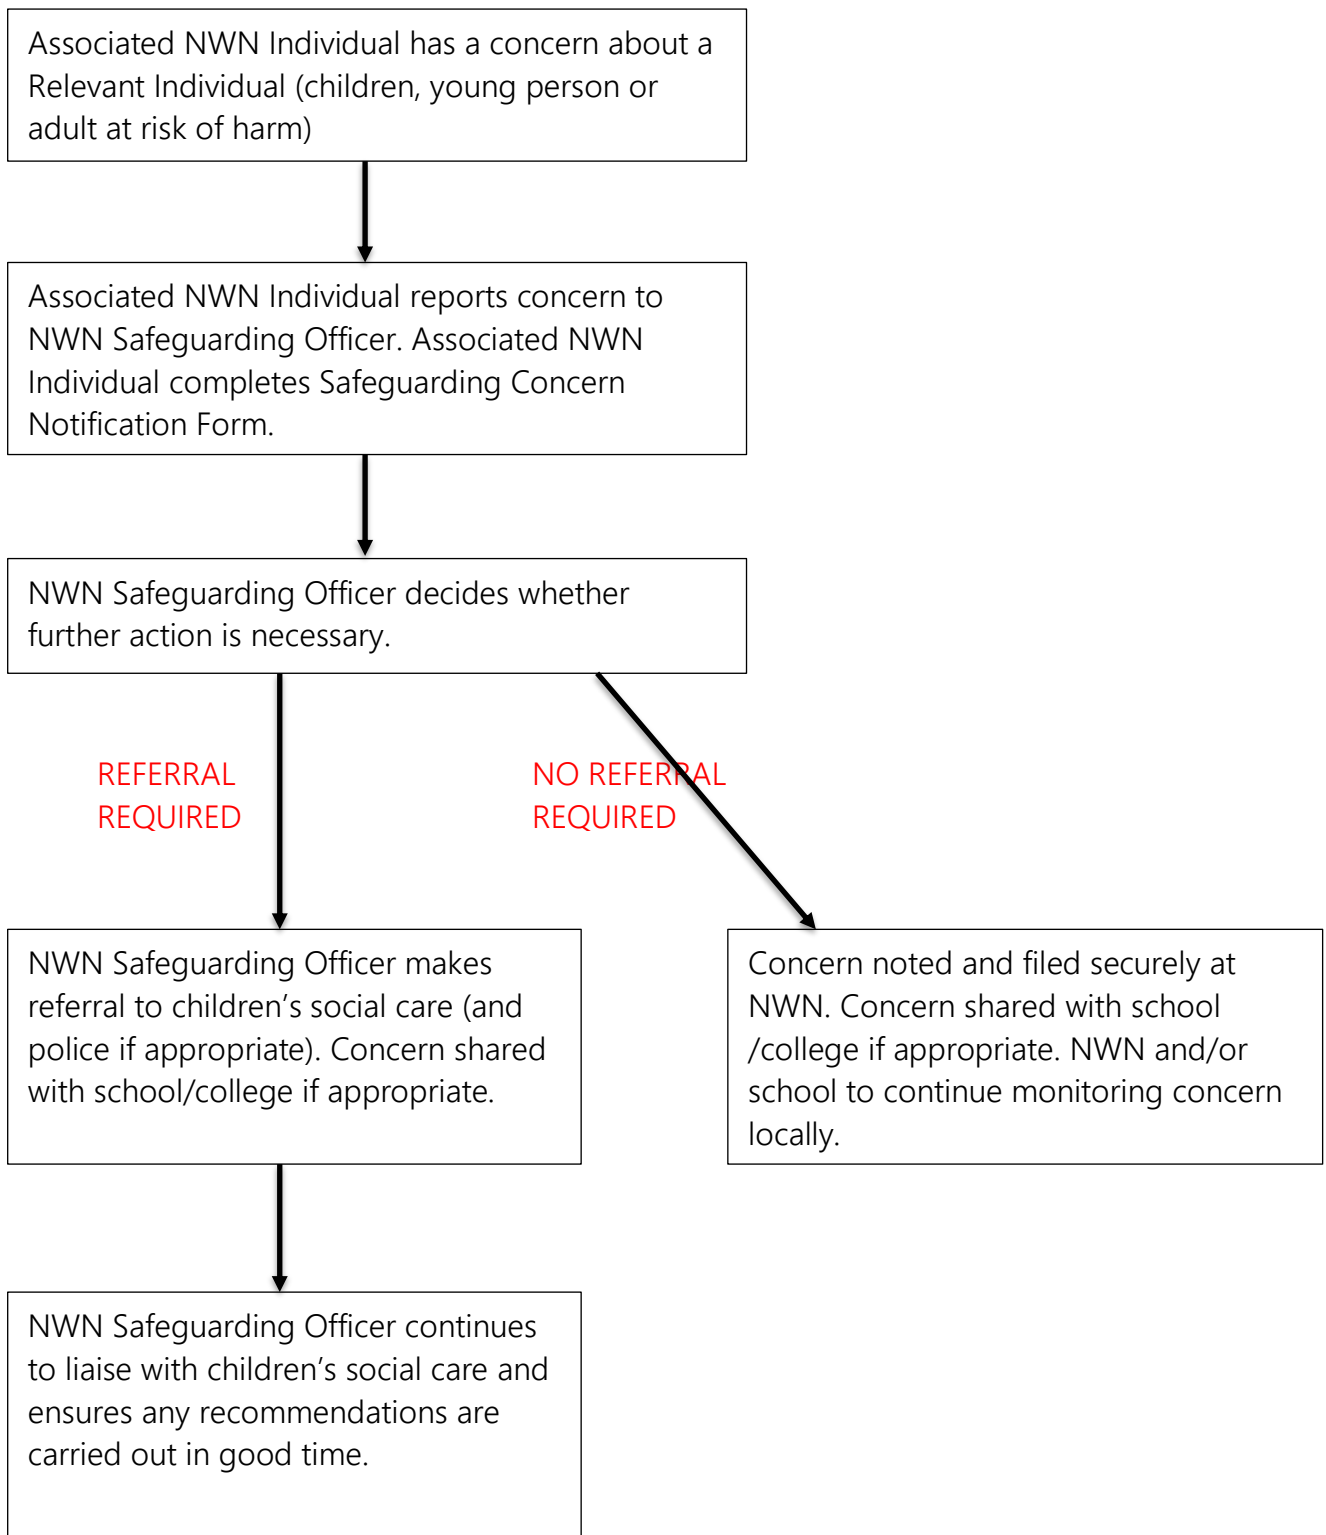 Associated NWN Individual has a concern about a
Relevant Individual (children, young person or
adult at risk of harm)
Associated NWN Individual reports concern to
NWN Safeguarding Officer. Associated NWN
Individual completes Safeguarding Concern
Notification Form.
NWN Safeguarding Officer decides whether
further action is necessary.
REFERRAL
REQUIRED
NO REFERRAL
REQUIRED
NWN Safeguarding Officer makes
referral to children’s social care (and
police if appropriate). Concern shared
with school/college if appropriate.
Concern noted and filed securely at
NWN. Concern shared with school
/college if appropriate. NWN and/or
school to continue monitoring concern
locally.
NWN Safeguarding Officer continues
to liaise with children’s social care and
ensures any recommendations are
carried out in good time.